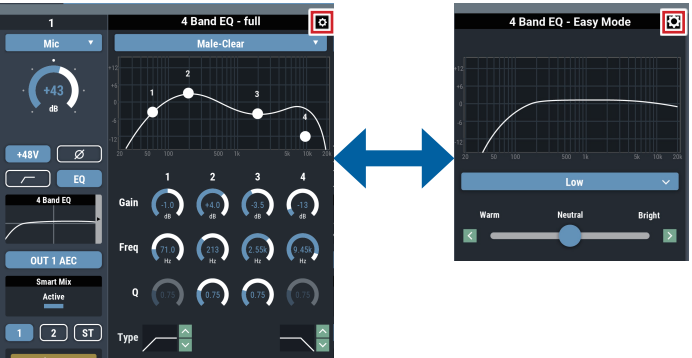 1
Mic
+43
dB
+48V
Ø
EQ
4 Band EQ
OUT 1 AEC
Smart Mix
Active
1 2 ST
4 Band EQ - full
Male-Clear
+12
+6
0
-6
-12
1
2
3
4
20 50 100 500 1k 5k 10k 20k
1 2 3 4
Gain -1.0 +4.0 -3.5 -13
dB dB dB dB
Freq 71.0 213 2.55k 9.45k
Hz Hz Hz Hz
Q 0.75 0.75 0.75 0.75
Type
4 Band EQ - Easy Mode
+12
+6
0
-6
-12
20 50 100 500 1k 5k 10k 20k
Low
Warm Neutral Bright